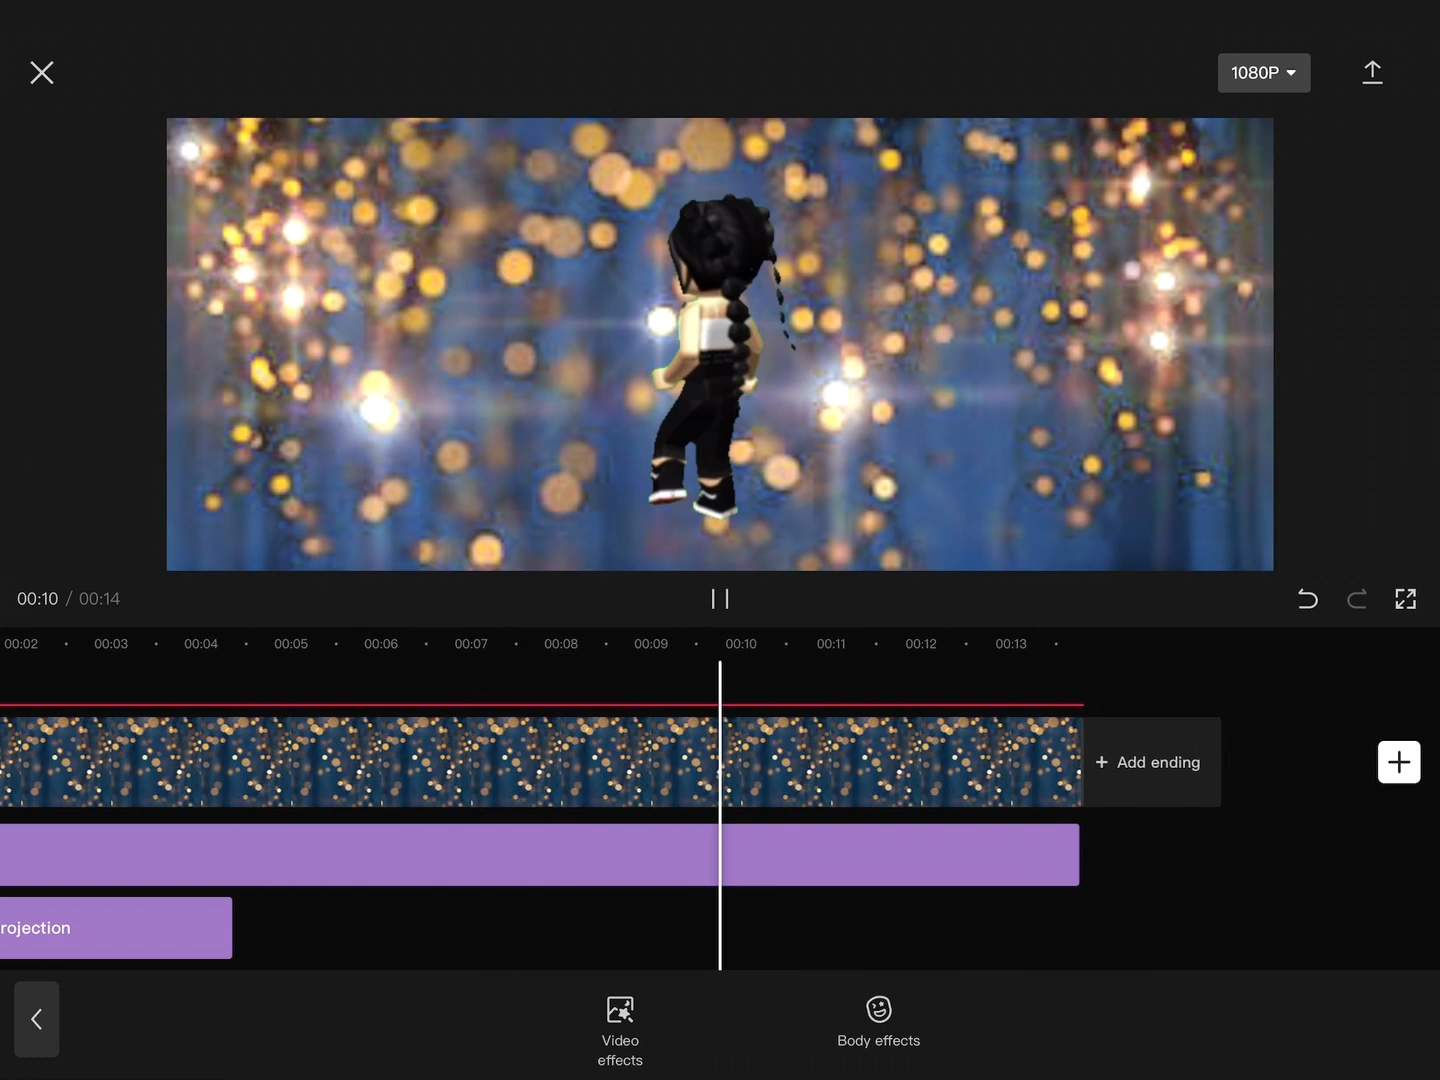 1080P
00:10 / 00:14
00:02 00:03 00:04 00:05 00:06 00:07 00:08 00:09 00:10 00:11 00:12 00:13
+ Add ending
rojection
Video
effects
Body effects